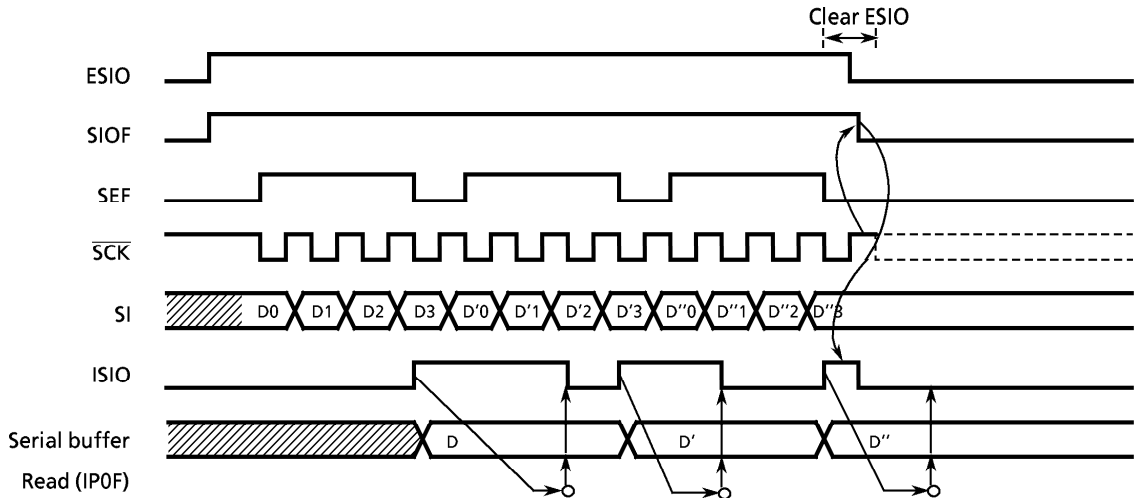 Clear ESIO
ESIO
SIOF
SEF
SCK
SI D0 D1 D2 D3 D'0 D'1 D'2 D'3 D''0 D''1 D''2 D''3
ISIO
Serial buffer D D' D''
Read (IP0F)